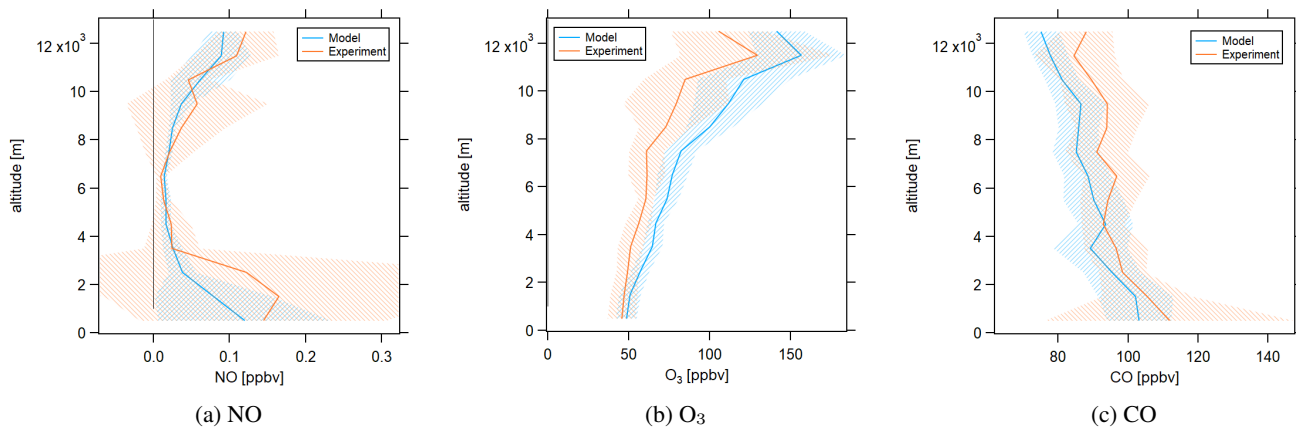 12 x10³
10
8
6
4
2
0
altitude [m]
0.0 0.1 0.2 0.3
NO [ppbv]
Model
Experiment
(a) NO
12 x10³
10
8
6
4
2
0
altitude [m]
0 50 100 150
O₃ [ppbv]
Model
Experiment
(b) O₃
12 x10³
10
8
6
4
2
0
altitude [m]
80 100 120 140
CO [ppbv]
Model
Experiment
(c) CO